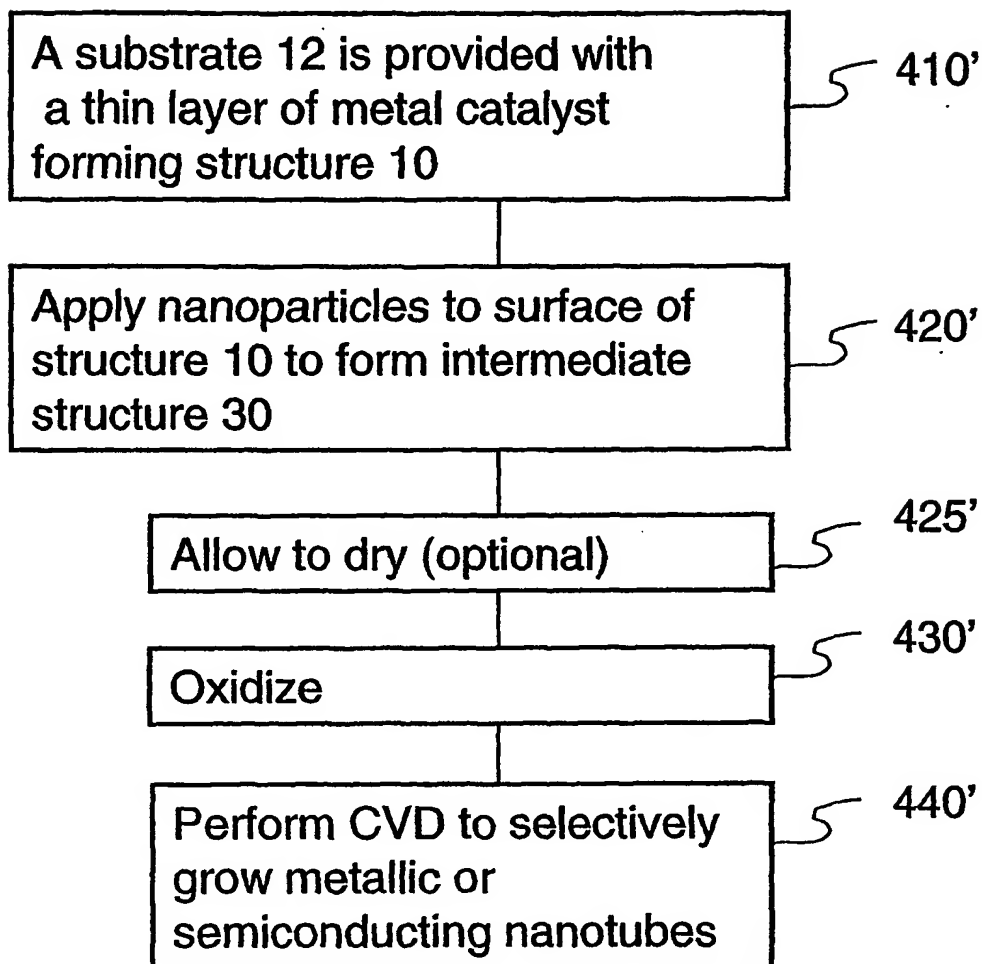 A substrate 12 is provided with
a thin layer of metal catalyst
forming structure 10
410'
Apply nanoparticles to surface of
structure 10 to form intermediate
structure 30
420'
Allow to dry (optional)
425'
Oxidize
430'
Perform CVD to selectively
grow metallic or
semiconducting nanotubes
440'